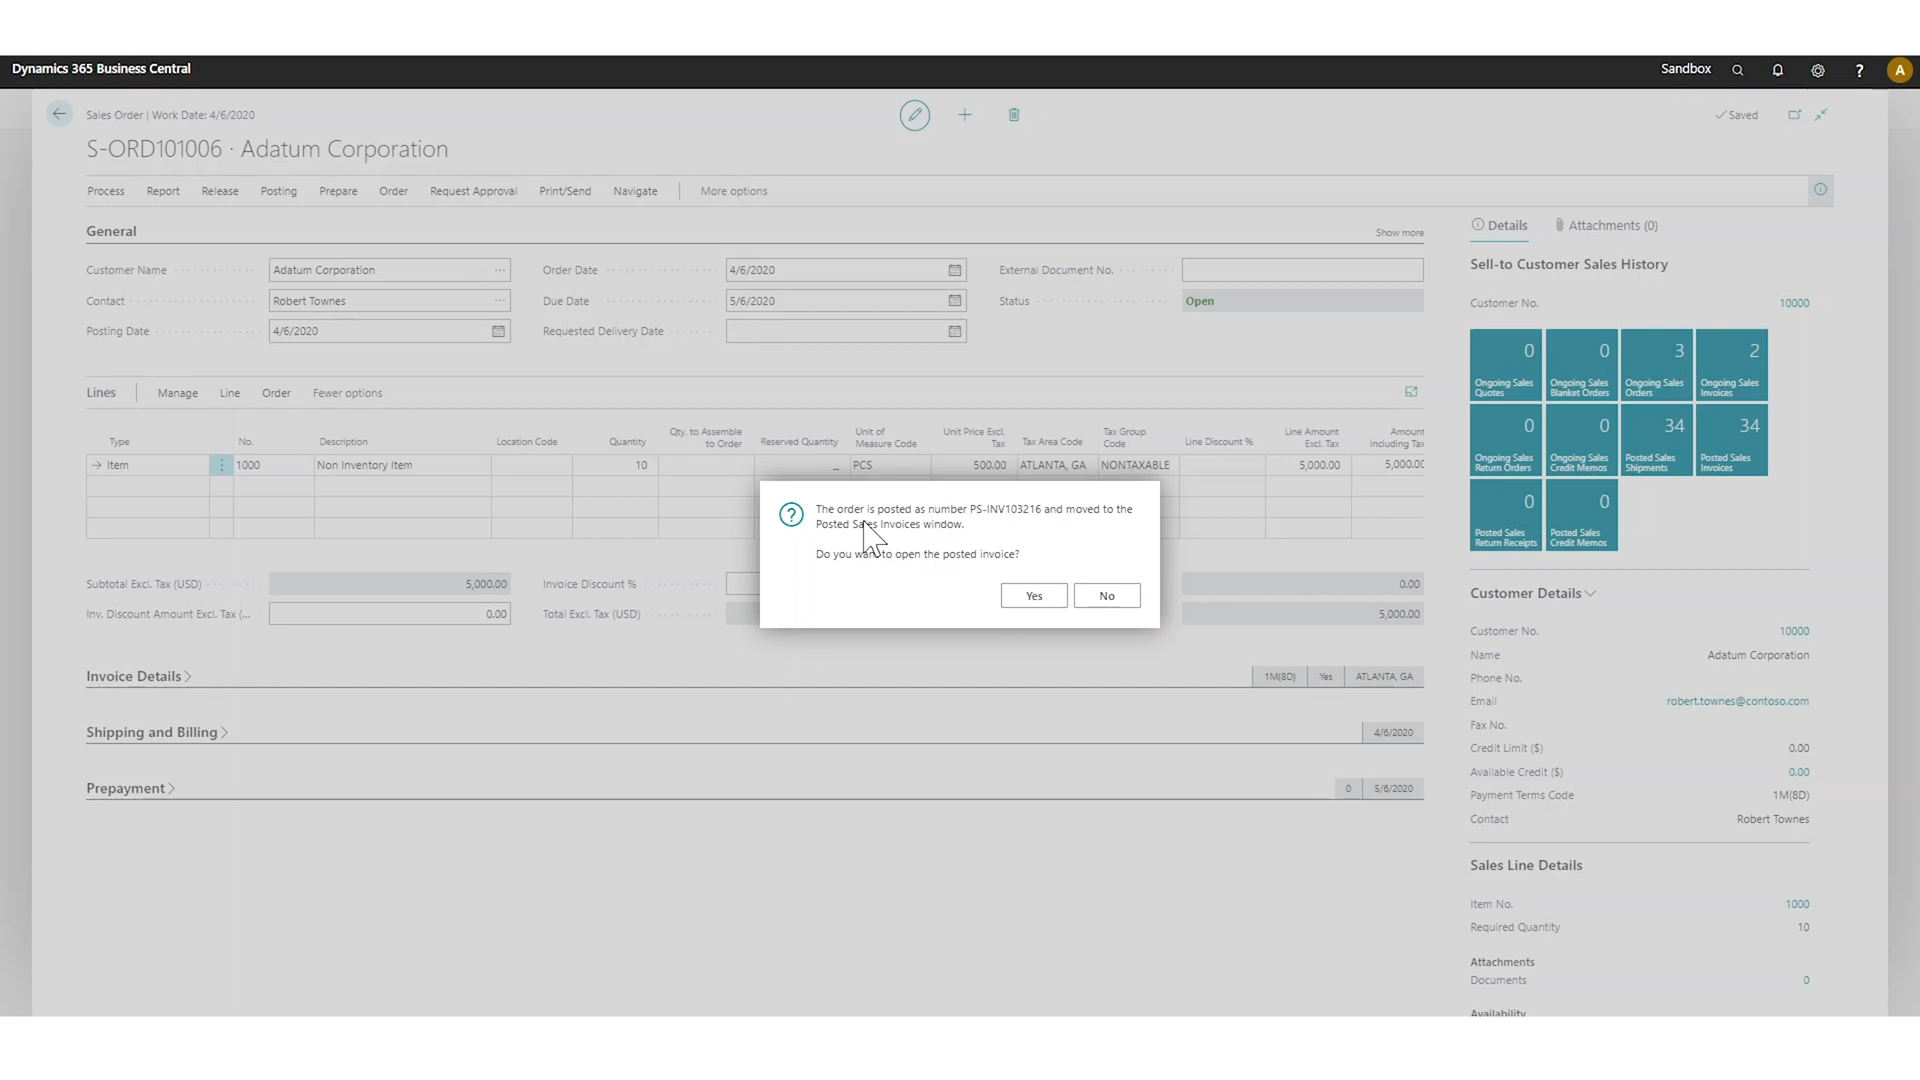 Dynamics 365 Business Central
Sandbox
?
A
Sales Order | Work Date: 4/6/2020
Saved
S-ORD101006 · Adatum Corporation
Process Report Release Posting Prepare Order Request Approval Print/Send Navigate More options
General
Show more
Customer Name
Adatum Corporation
Order Date
4/6/2020
External Document No.
Contact
Robert Townes
Due Date
5/6/2020
Status
Open
Posting Date
4/6/2020
Requested Delivery Date
Lines Manage Line Order Fewer options
Type
No.
Description
Location Code
Quantity
Qty. to Assemble
to Order
Reserved Quantity
Unit of
Measure Code
Unit Price Excl.
Tax
Tax Area Code
Tax Group
Code
Line Discount %
Line Amount
Excl. Tax
Amount
Including Tax
Item 1000 Non Inventory Item 10 _ PCS 500.00 ATLANTA, GA NONTAXABLE 5,000.00 5,000.00
The order is posted as number PS-INV103216 and moved to the
Posted Sales Invoices window.
Do you want to open the posted invoice?
Yes
No
Subtotal Excl. Tax (USD)
5,000.00
Invoice Discount %
0.00
Inv. Discount Amount Excl. Tax (...
0.00
Total Excl. Tax (USD)
5,000.00
Invoice Details
1M(8D) Yes ATLANTA, GA
Shipping and Billing
4/6/2020
Prepayment
0 5/6/2020
Details
Attachments (0)
Sell-to Customer Sales History
Customer No.
10000
0
Ongoing Sales
Quotes
0
Ongoing Sales
Blanket Orders
3
Ongoing Sales
Orders
2
Ongoing Sales
Invoices
0
Ongoing Sales
Return Orders
0
Ongoing Sales
Credit Memos
34
Posted Sales
Shipments
34
Posted Sales
Invoices
0
Posted Sales
Return Receipts
0
Posted Sales
Credit Memos
Customer Details
Customer No.
10000
Name
Adatum Corporation
Phone No.
Email
robert.townes@contoso.com
Fax No.
Credit Limit ($)
0.00
Available Credit ($)
0.00
Payment Terms Code
1M(8D)
Contact
Robert Townes
Sales Line Details
Item No.
1000
Required Quantity
10
Attachments
Documents
0
Availability